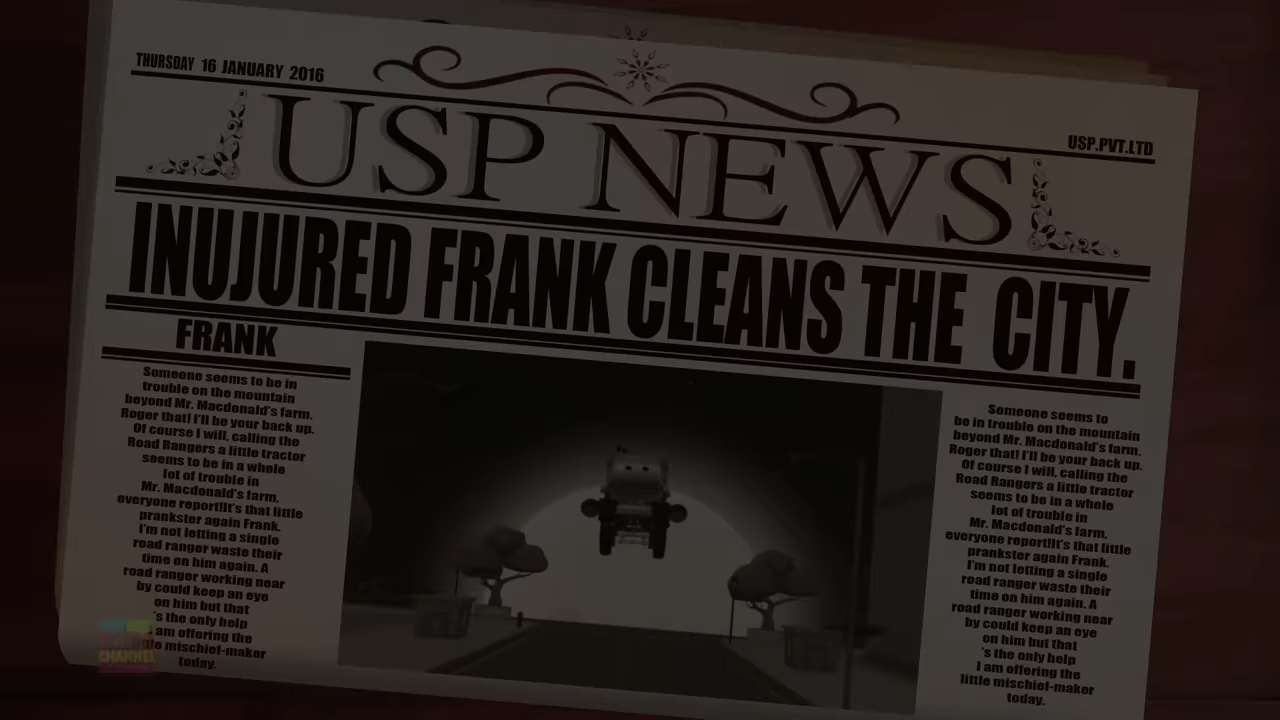 THURSDAY 16 JANUARY 2016
USP.PVT.LTD
USP NEWS
INUJURED FRANK CLEANS THE CITY.
FRANK
Someone seems to be in
trouble on the mountain
beyond Mr. Macdonald's farm.
Roger that! I'll be your back up.
Of course I will, calling the
Road Rangers a little tractor
seems to be in a whole
lot of trouble in
Mr. Macdonald's farm,
everyone report!It's that little
prankster again Frank.
I'm not letting a single
road ranger waste their
time on him again. A
road ranger working near
by could keep an eye
on him but that
's the only help
am offering the
mischief-maker
today.
Someone seems to
be in trouble on the mountain
beyond Mr. Macdonald's farm.
Roger that! I'll be your back up.
Of course I will, calling the
Road Rangers a little tractor
seems to be in a whole
lot of trouble in
Mr. Macdonald's farm,
everyone report!It's that little
prankster again Frank.
I'm not letting a single
road ranger waste their
time on him again. A
road ranger working near
by could keep an eye
on him but that
's the only help
I am offering the
little mischief-maker
today.
CHANNEL